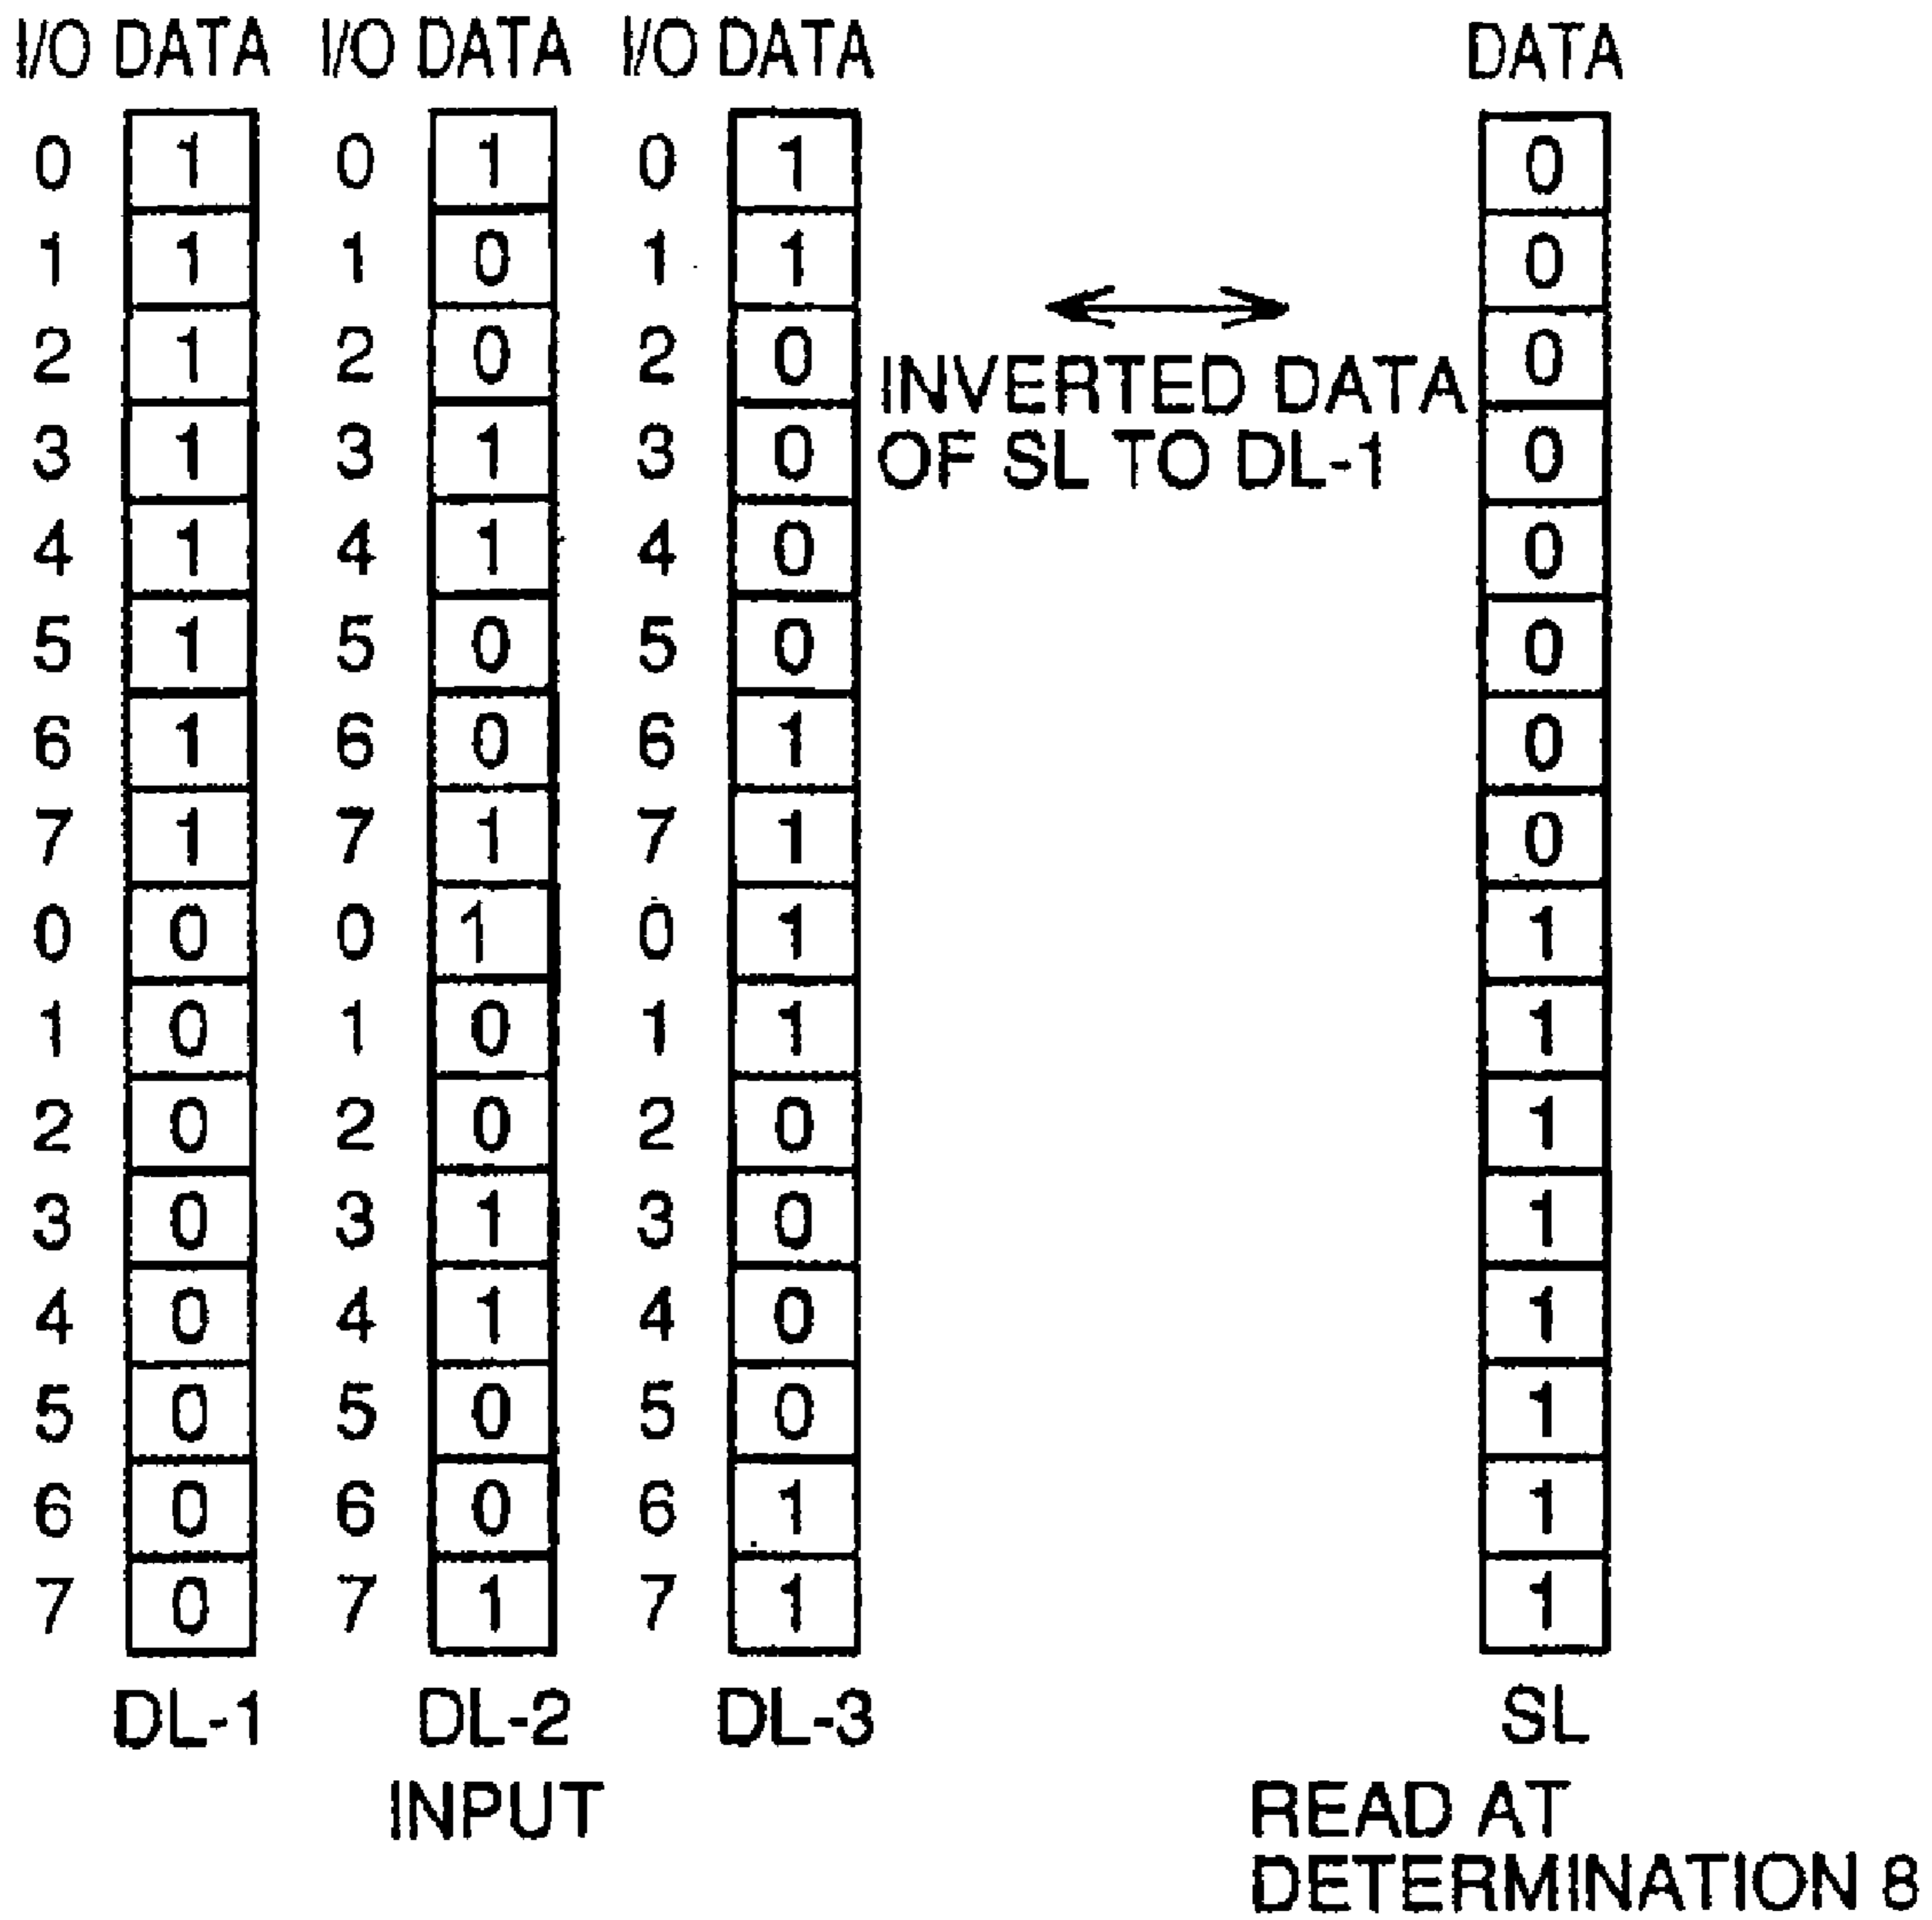 I/O DATA I/O DATA I/O DATA DATA
0 1 0 1 0 1 0
1 1 1 0 1 1 0
2 1 2 0 2 0 0
INVERTED DATA
3 1 3 1 3 0 0
OF SL TO DL-1
4 1 4 1 4 0 0
5 1 5 0 5 0 0
6 1 6 0 6 1 0
7 1 7 1 7 1 0
0 0 0 1 0 1 1
1 0 1 0 1 1 1
2 0 2 0 2 0 1
3 0 3 1 3 0 1
4 0 4 1 4 0 1
5 0 5 0 5 0 1
6 0 6 0 6 1 1
7 0 7 1 7 1 1
DL-1 DL-2 DL-3 SL
INPUT
READ AT
DETERMINATION 8